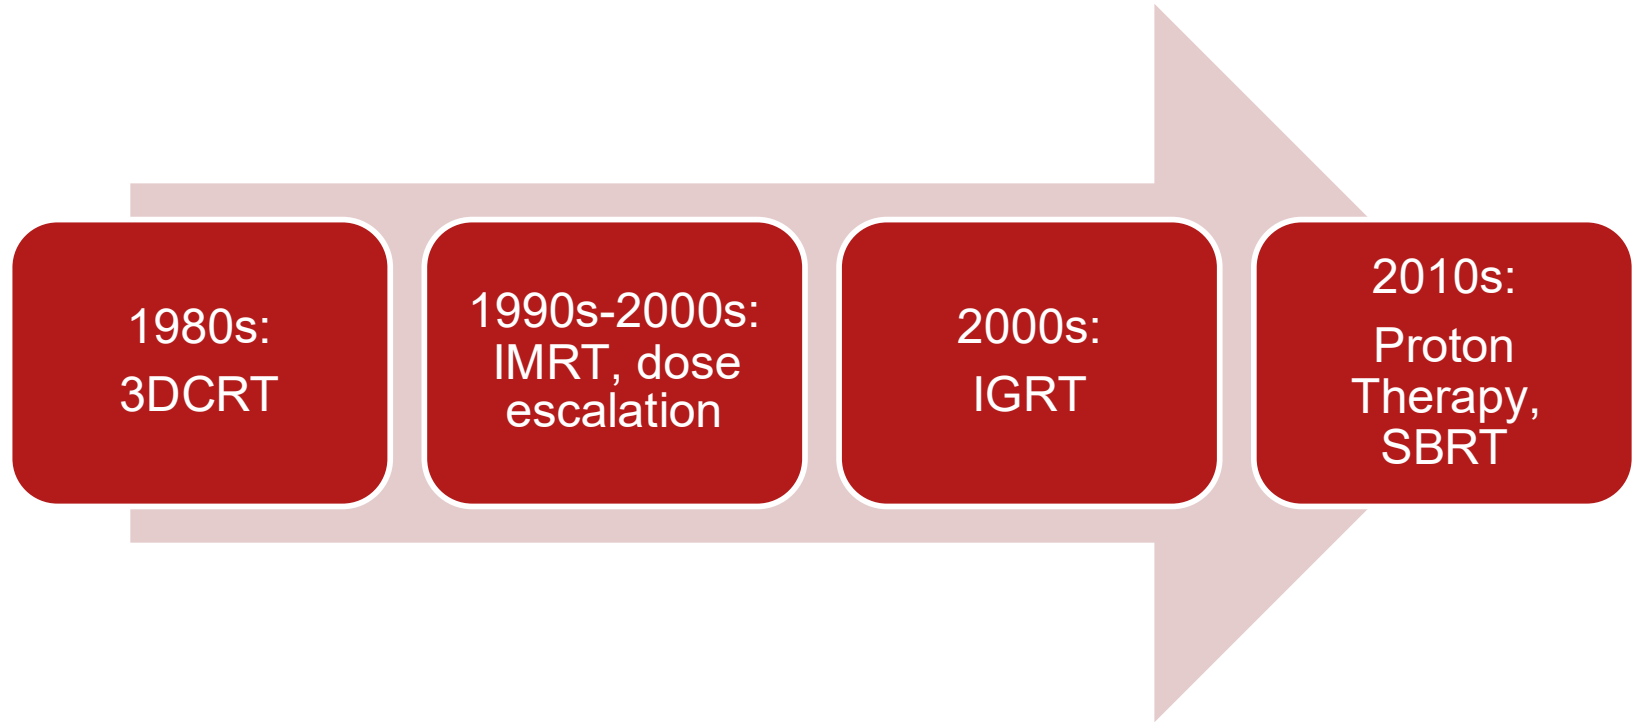 1980s:
3DCRT
1990s-2000s:
IMRT, dose
escalation
2000s:
IGRT
2010s:
Proton
Therapy,
SBRT